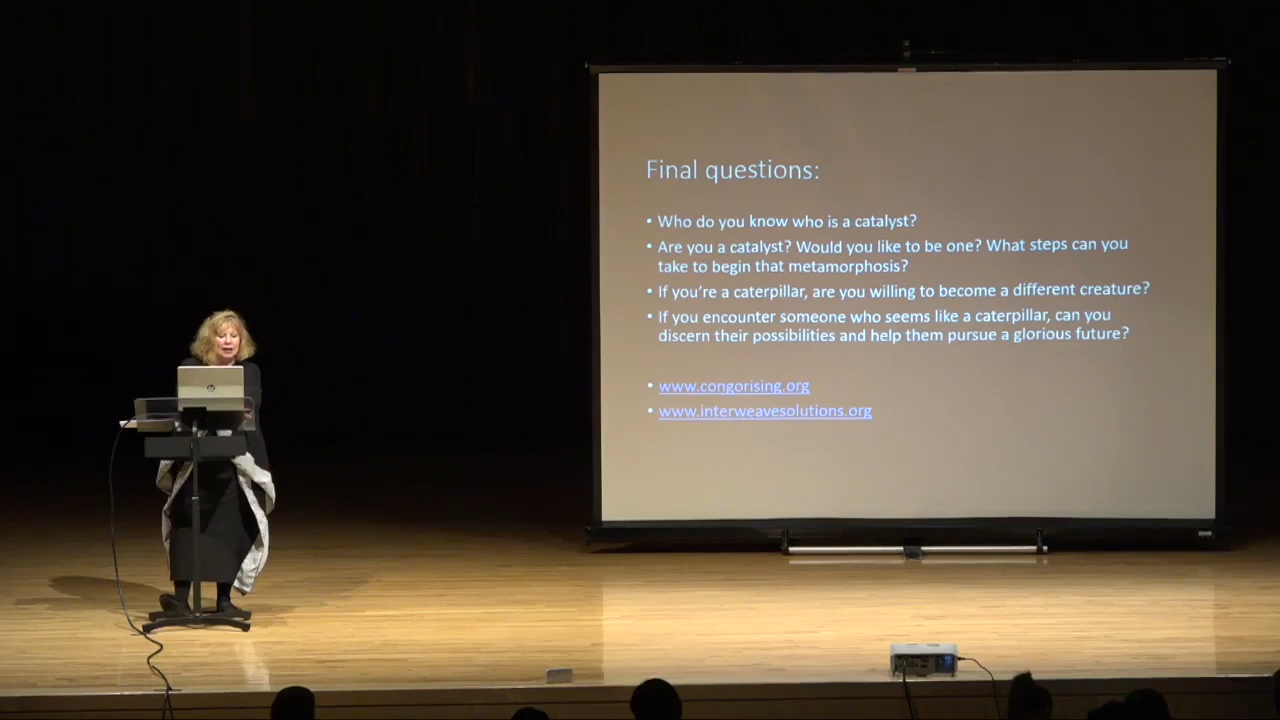 Final questions:
• Who do you know who is a catalyst?
• Are you a catalyst? Would you like to be one? What steps can you
take to begin that metamorphosis?
• If you're a caterpillar, are you willing to become a different creature?
• If you encounter someone who seems like a caterpillar, can you
discern their possibilities and help them pursue a glorious future?
• www.congorising.org
• www.interweavesolutions.org